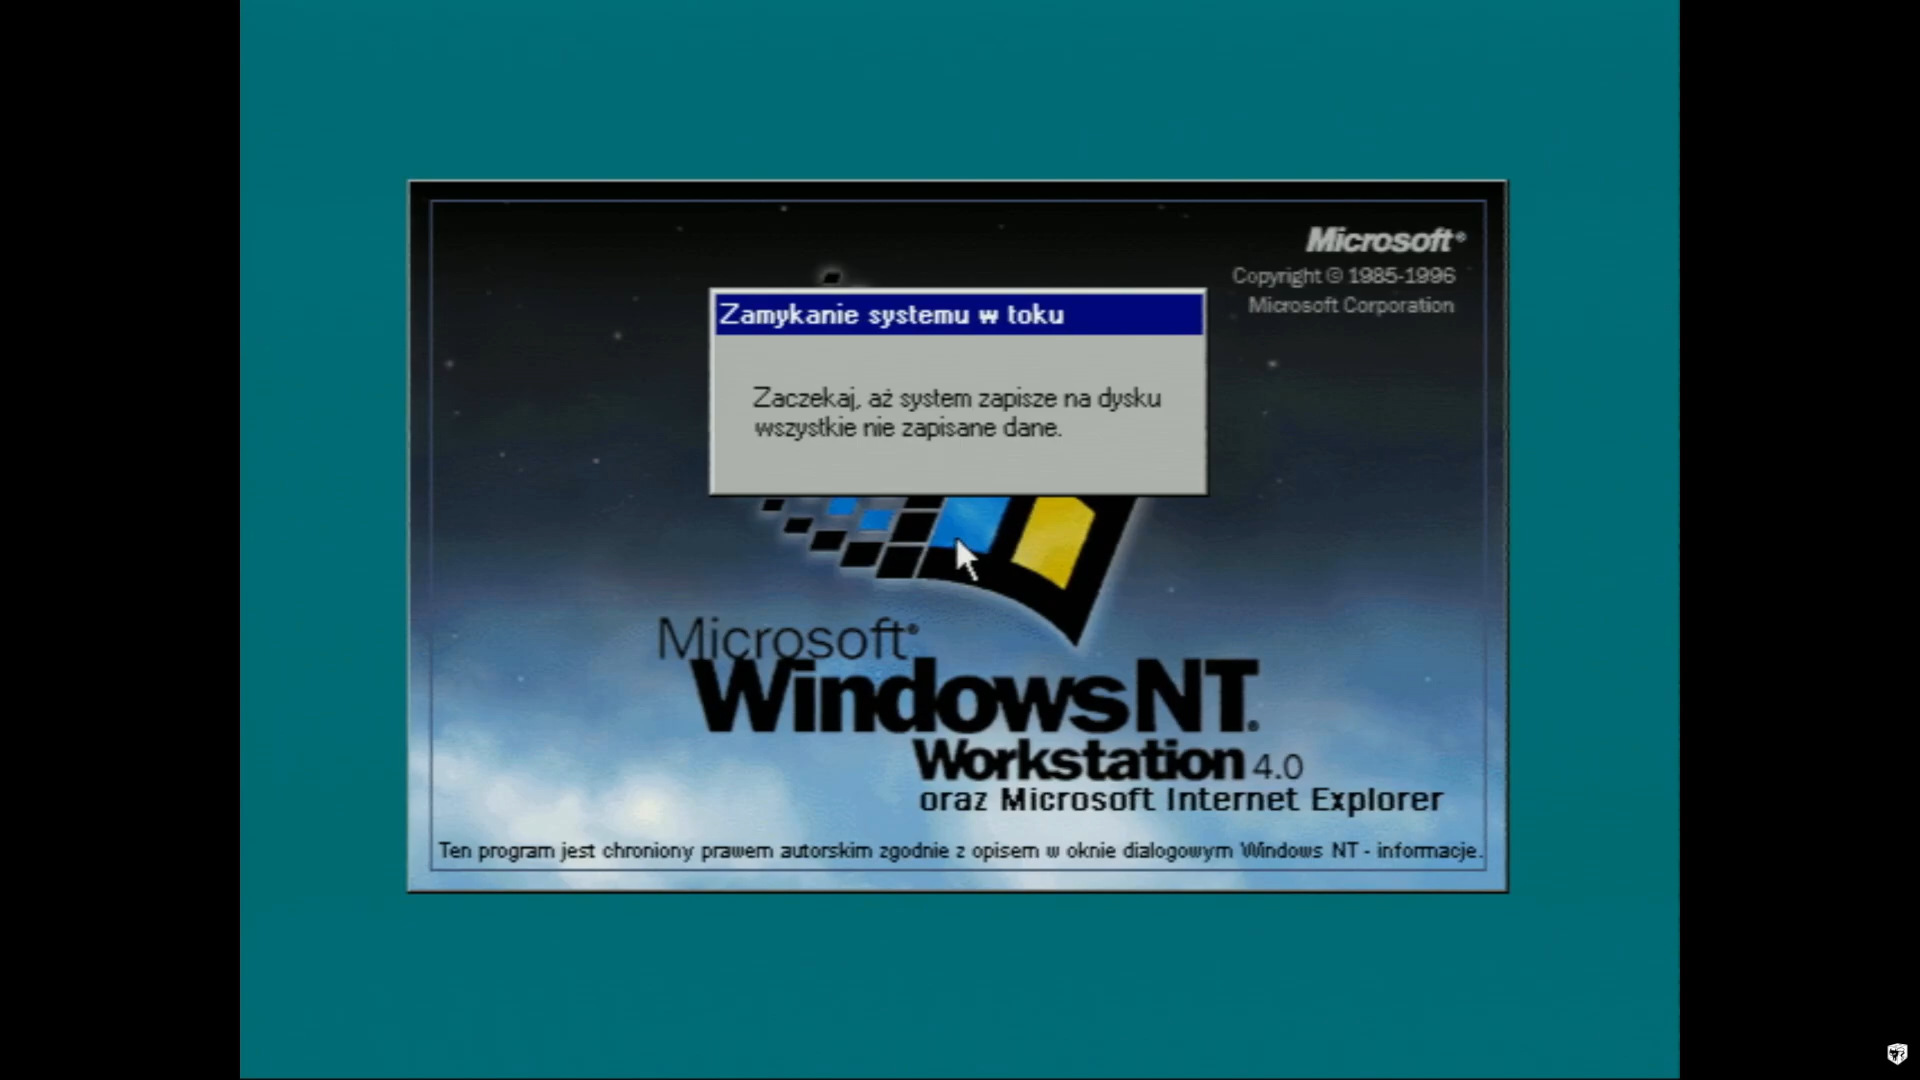 Microsoft®
Copyright © 1985-1996
Microsoft Corporation
Zamykanie systemu w toku
Zaczekaj, aż system zapisze na dysku
wszystkie nie zapisane dane.
Microsoft®
Windows NT®
Workstation 4.0
oraz Microsoft Internet Explorer
Ten program jest chroniony prawem autorskim zgodnie z opisem w oknie dialogowym Windows NT - informacje.